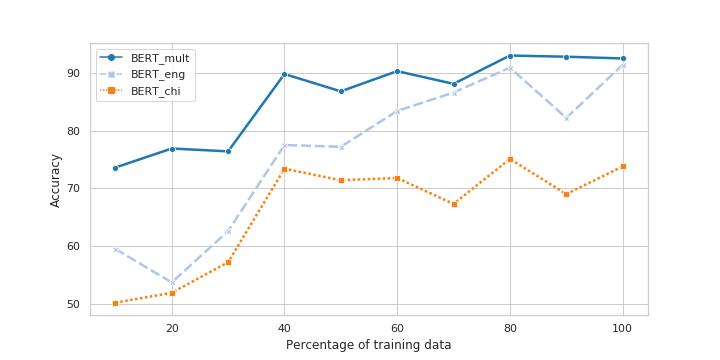 BERT_mult
BERT_eng
BERT_chi
90
80
70
60
50
Accuracy
20
40
60
80
100
Percentage of training data